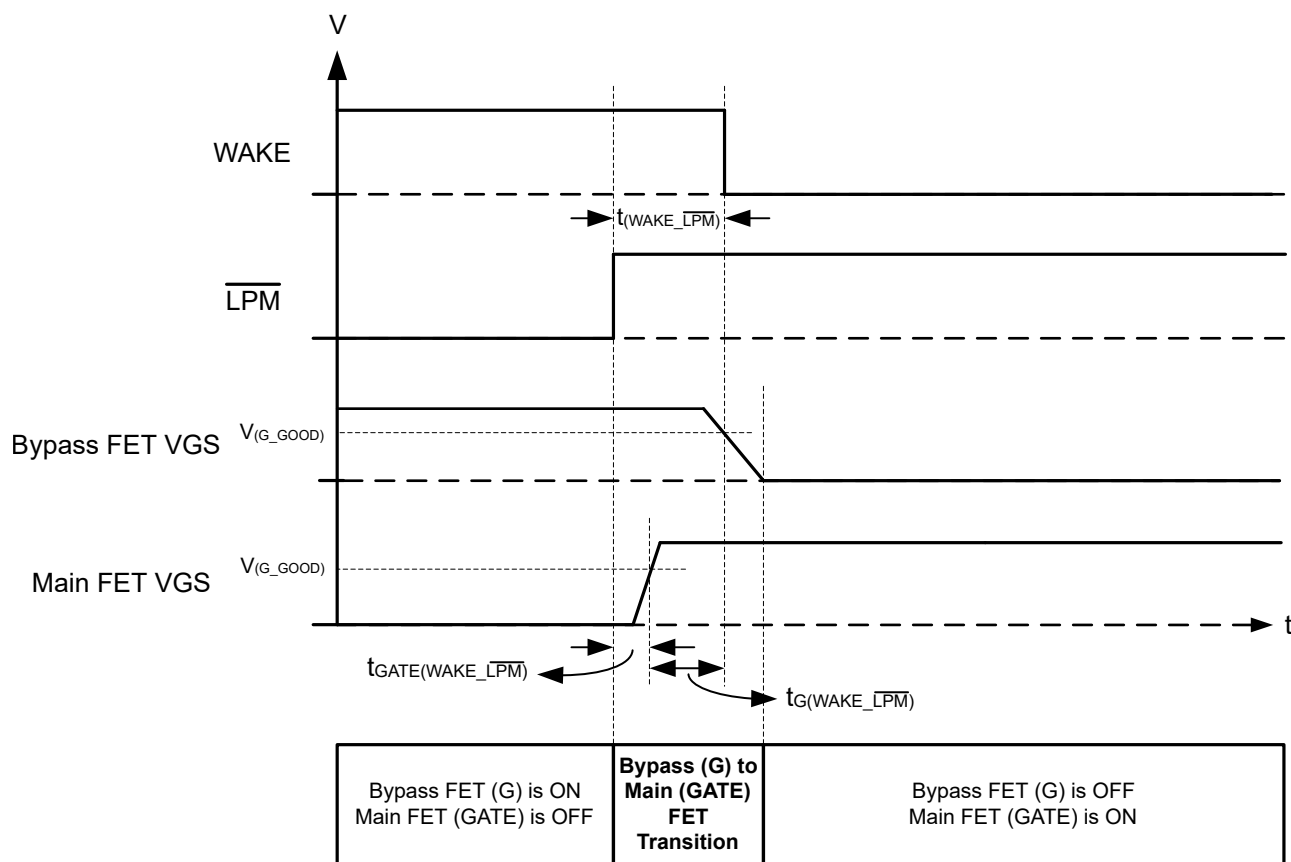 V
WAKE
t(WAKE_LPM)
LPM
V(G_GOOD)
Bypass FET VGS
V(G_GOOD)
Main FET VGS
t
tGATE(WAKE_LPM)
tG(WAKE_LPM)
Bypass FET (G) is ON
Main FET (GATE) is OFF
Bypass (G) to
Main (GATE)
FET
Transition
Bypass FET (G) is OFF
Main FET (GATE) is ON